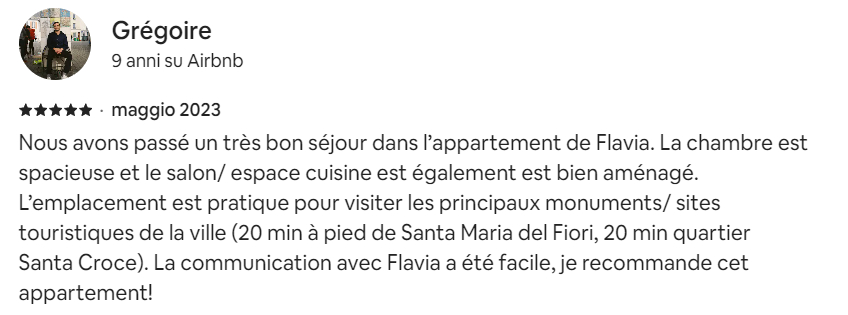 Grégoire
9 anni su Airbnb
★★★★★ · maggio 2023
Nous avons passé un très bon séjour dans l’appartement de Flavia. La chambre est
spacieuse et le salon/ espace cuisine est également est bien aménagé.
L’emplacement est pratique pour visiter les principaux monuments/ sites
touristiques de la ville (20 min à pied de Santa Maria del Fiori, 20 min quartier
Santa Croce). La communication avec Flavia a été facile, je recommande cet
appartement!